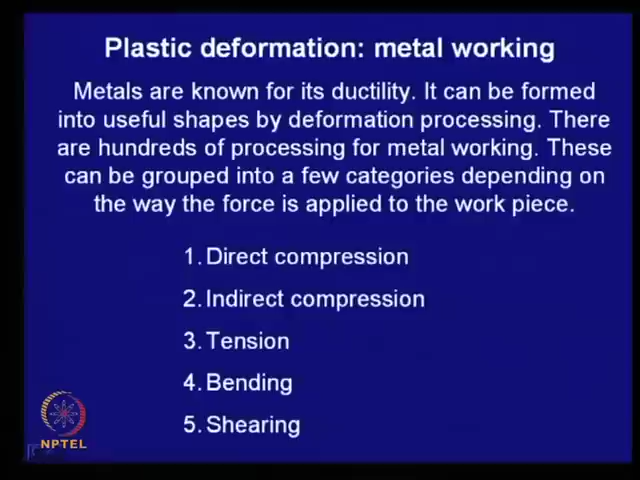 Plastic deformation: metal working
Metals are known for its ductility. It can be formed
into useful shapes by deformation processing. There
are hundreds of processing for metal working. These
can be grouped into a few categories depending on
the way the force is applied to the work piece.
1. Direct compression
2. Indirect compression
3. Tension
4. Bending
5. Shearing
NPTEL